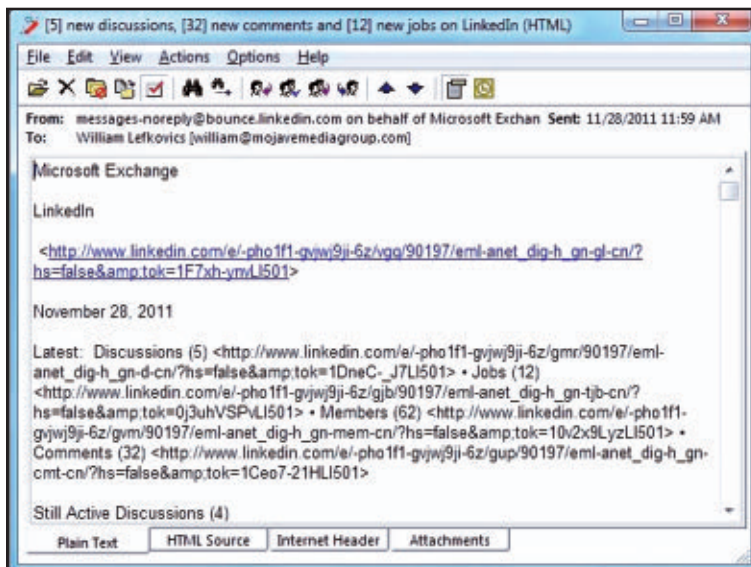 [5] new discussions, [32] new comments and [12] new jobs on LinkedIn (HTML)
File Edit View Actions Options Help
From: messages-noreply@bounce.linkedin.com on behalf of Microsoft Exchan Sent: 11/28/2011 11:59 AM
To: William Lefkovics [william@mojavemediagroup.com]
Microsoft Exchange
LinkedIn
<http://www.linkedin.com/e/-pho1f1-gvjwj9ji-6z/vgq/90197/eml-anet_dig-h_gn-gl-cn/?
hs=false&amp;tok=1F7xh-ynvLI501>
November 28, 2011
Latest: Discussions (5) <http://www.linkedin.com/e/-pho1f1-gvjwj9ji-6z/gmr/90197/eml-
anet_dig-h_gn-d-cn/?hs=false&amp;tok=1DneC-_J7LI501> • Jobs (12)
<http://www.linkedin.com/e/-pho1f1-gvjwj9ji-6z/gjb/90197/eml-anet_dig-h_gn-tjb-cn/?
hs=false&amp;tok=0j3uhVSPvLI501> • Members (62) <http://www.linkedin.com/e/-pho1f1-
gvjwj9ji-6z/gvm/90197/eml-anet_dig-h_gn-mem-cn/?hs=false&amp;tok=10v2x9LyzLI501> •
Comments (32) <http://www.linkedin.com/e/-pho1f1-gvjwj9ji-6z/gup/90197/eml-anet_dig-h_gn-
cmt-cn/?hs=false&amp;tok=1Ceo7-21HLI501>
Still Active Discussions (4)
Plain Text HTML Source Internet Header Attachments